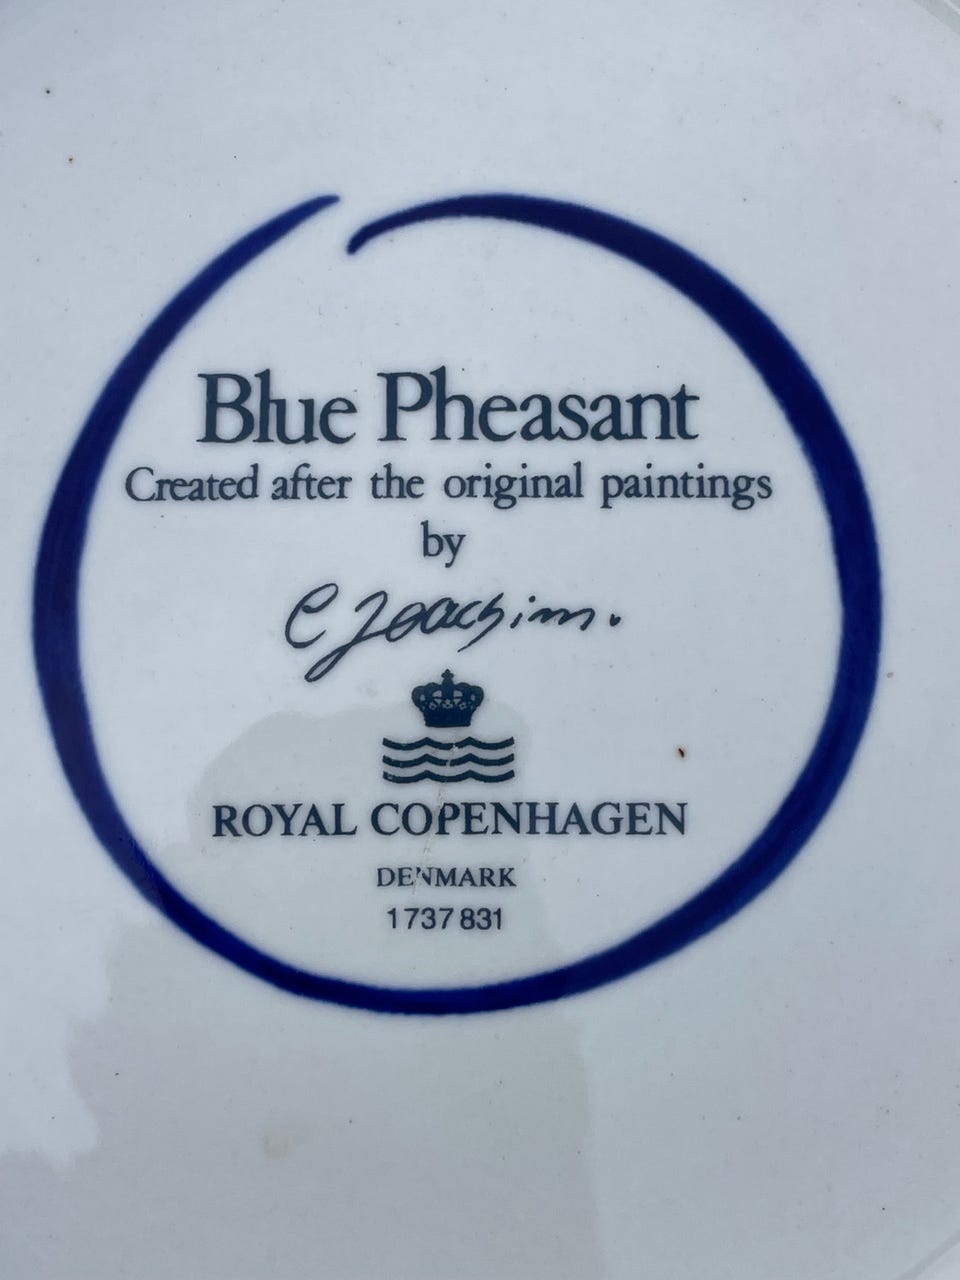 Blue Pheasant
Created after the original paintings
by
C Joachim.
ROYAL COPENHAGEN
DENMARK
1737831